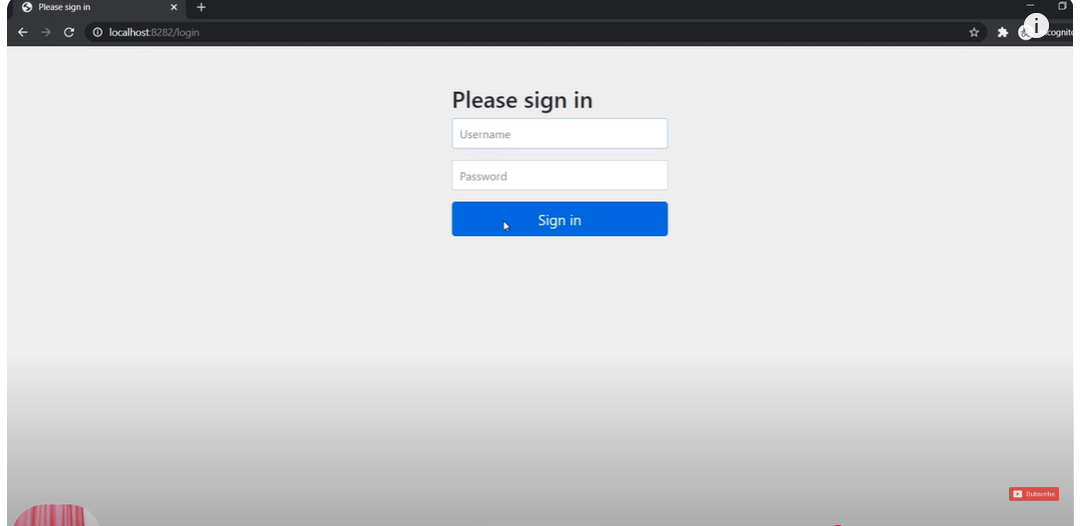 Please sign in
localhost:8282/login
i
Please sign in
Username
Password
Sign in
Subscribe